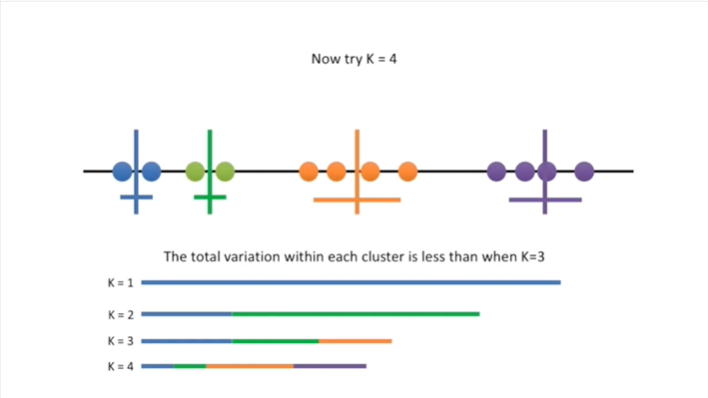 Now try K = 4
The total variation within each cluster is less than when K=3
K = 1
K = 2
K = 3
K = 4